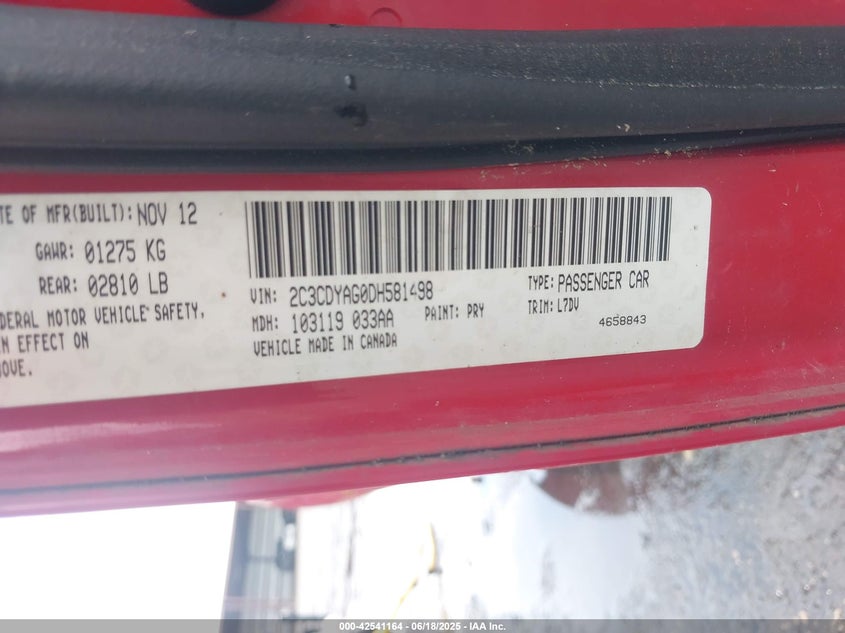 TE OF MFR(BUILT): NOV 12
GAWR: 01275 KG
REAR: 02810 LB
DERAL MOTOR VEHICLE SAFETY,
N EFFECT ON
OVE.
VIN: 2C3CDYAG0DH581498
TYPE: PASSENGER CAR
MDH: 103119 033AA
PAINT: PRY
TRIM: L7DV
VEHICLE MADE IN CANADA
4658843
000-42541164 | 06/18/2025 - IAA Inc.